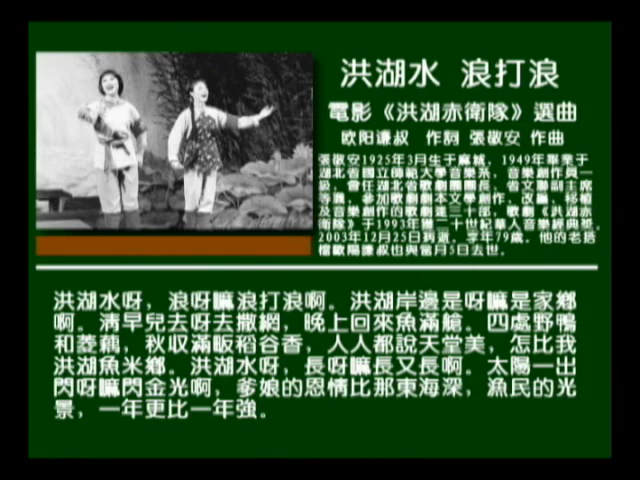 洪湖水 浪打浪
電影《洪湖赤衛隊》選曲
欧阳谦叔 作詞 張敬安 作曲
張敬安1925年3月生于麻城，1949年畢業于
湖北省國立師範大學音樂系，音樂創作員一
級，曾任湖北省歌劇團團長，省文聯副主席
等職，參加歌劇劇本文學創作、改編、移植
及音樂創作的歌劇達三十部，歌劇《洪湖赤
衛隊》于1993年獲二十世紀華人音樂經典獎。
2003年12月25日病逝，享年79歲。他的老搭
檔歐陽謙叔也與當月5日去世。
洪湖水呀，浪呀嘛浪打浪啊。洪湖岸邊是呀嘛是家鄉
啊。清早兒去呀去撒網，晚上回來魚滿艙。四處野鴨
和菱藕，秋収滿畈稻谷香，人人都說天堂美，怎比我
洪湖魚米鄉。洪湖水呀，長呀嘛長又長啊。太陽一出
閃呀嘛閃金光啊，爹娘的恩情比那東海深，漁民的光
景，一年更比一年強。